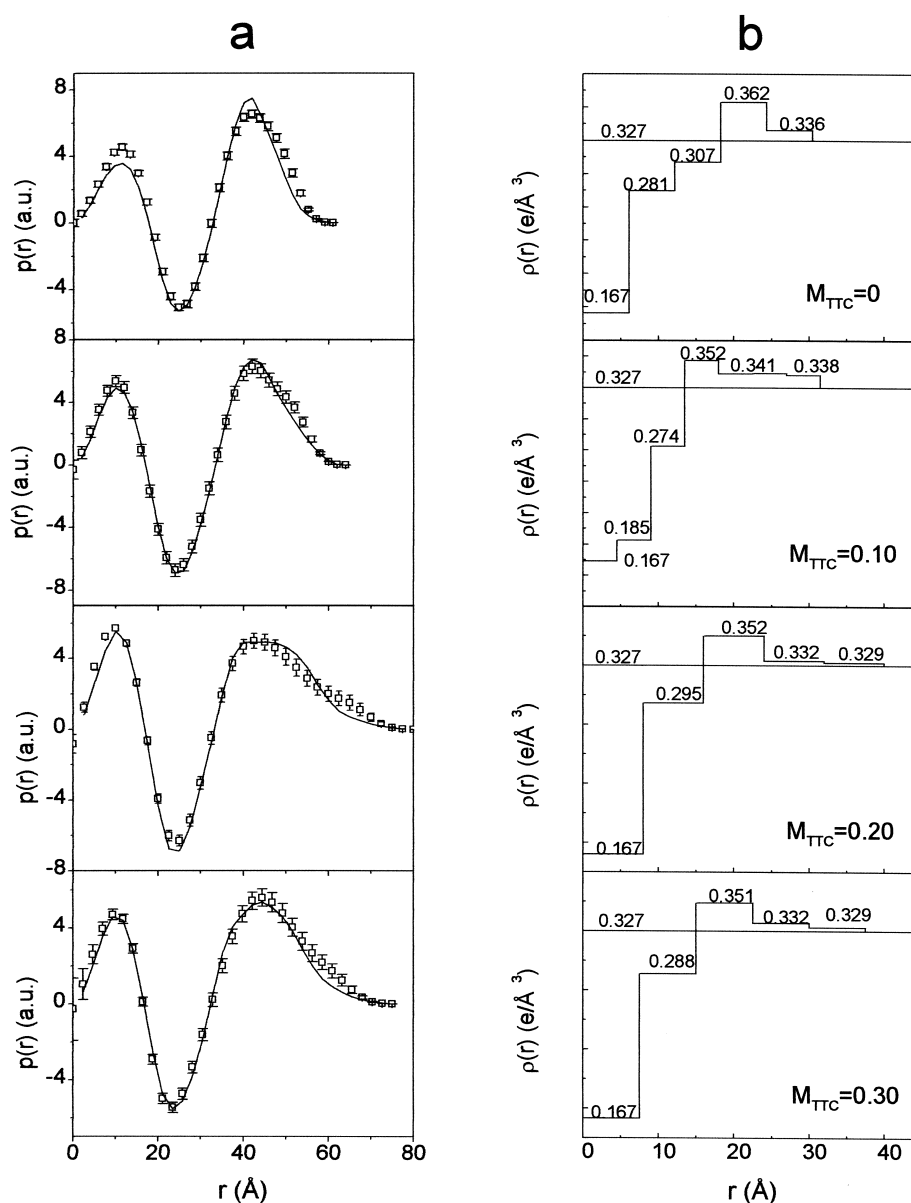 a
b
8
4
0
-4
8
p(r) (a.u.)
4
0
-4
-8
p(r) (a.u.)
4
0
-4
-8
p(r) (a.u.)
4
0
-4
p(r) (a.u.)
0 20 40 60 80
r (Å)
0.362
0.327
0.336
0.307
0.281
0.167
ρ(r) (e/Å ³)
M_TTC=0
0.352
0.341
0.338
0.327
0.274
0.185
0.167
ρ(r) (e/Å ³)
M_TTC=0.10
0.352
0.327
0.332
0.329
0.295
0.167
ρ(r) (e/Å ³)
M_TTC=0.20
0.351
0.327
0.332
0.329
0.288
0.167
ρ(r) (e/Å ³)
M_TTC=0.30
0 10 20 30 40
r (Å)